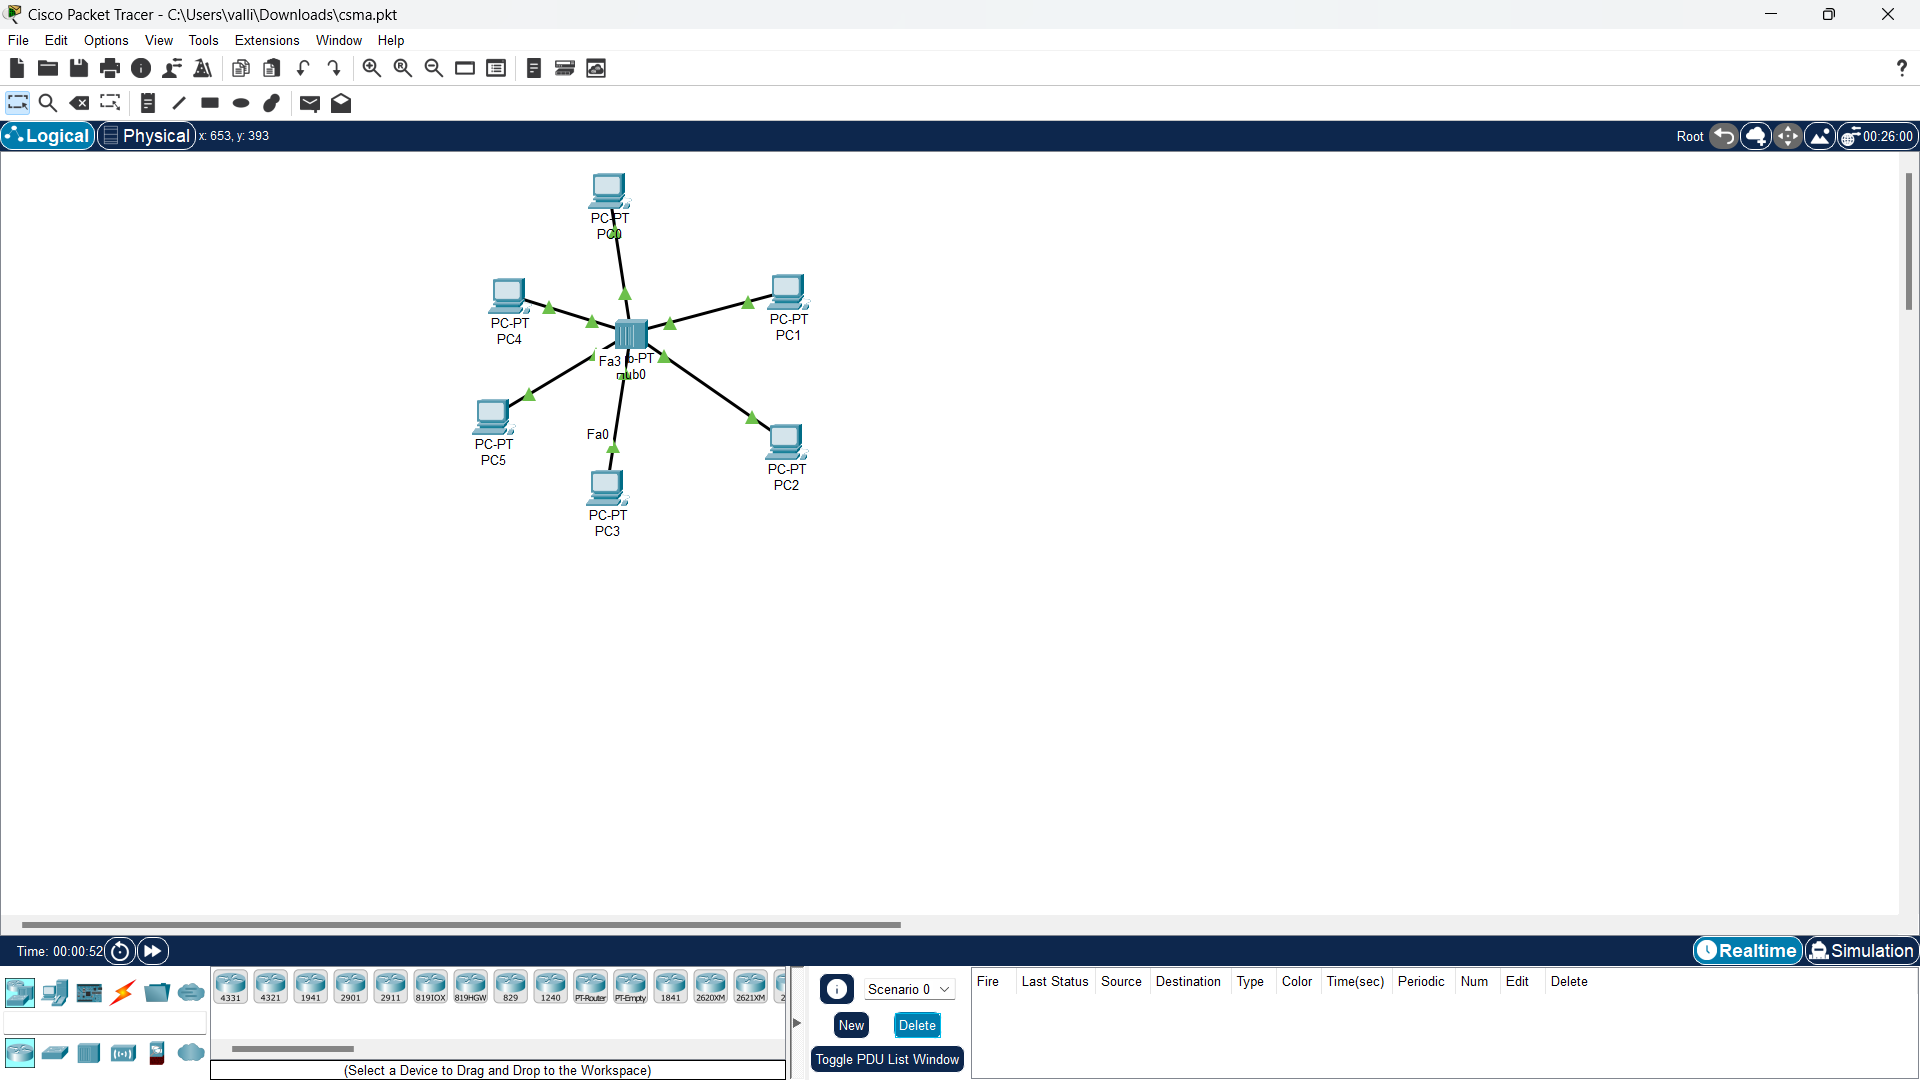 Cisco Packet Tracer - C:\Users\valli\Downloads\csma.pkt
File Edit Options View Tools Extensions Window Help
Logical Physical x: 653, y: 393 Root 00:26:00
PC-PT
PC0
PC-PT
PC4
PC-PT
PC1
Fa3 b-PT
Hub0
PC-PT
PC5
Fa0
PC-PT
PC2
PC-PT
PC3
Time: 00:00:52 Realtime Simulation
4331 4321 1941 2901 2911 819IOX 819HGW 829 1240 PT-Router PT-Empty 1841 2620XM 2621XM 2
(Select a Device to Drag and Drop to the Workspace)
Scenario 0
New Delete
Toggle PDU List Window
Fire Last Status Source Destination Type Color Time(sec) Periodic Num Edit Delete